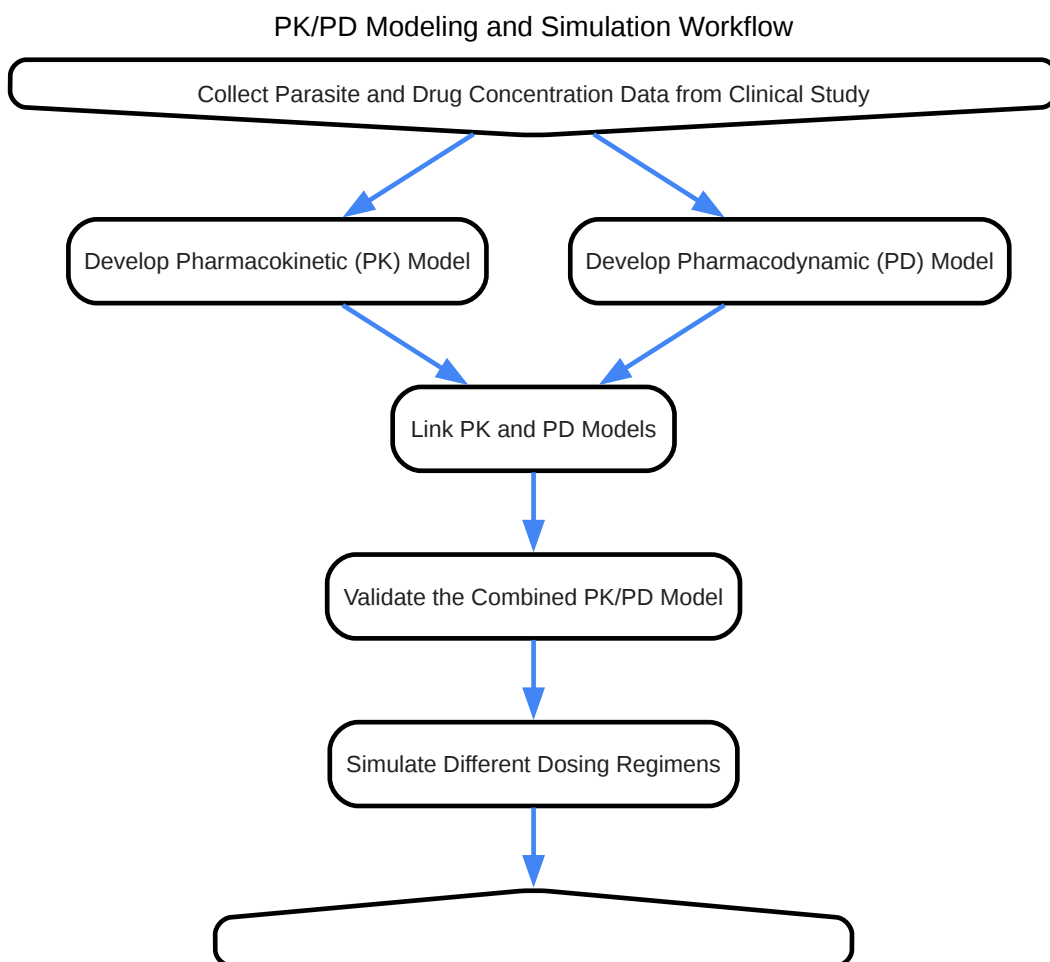 PK/PD Modeling and Simulation Workflow
Collect Parasite and Drug Concentration Data from Clinical Study
Develop Pharmacokinetic (PK) Model
Develop Pharmacodynamic (PD) Model
Link PK and PD Models
Validate the Combined PK/PD Model
Simulate Different Dosing Regimens